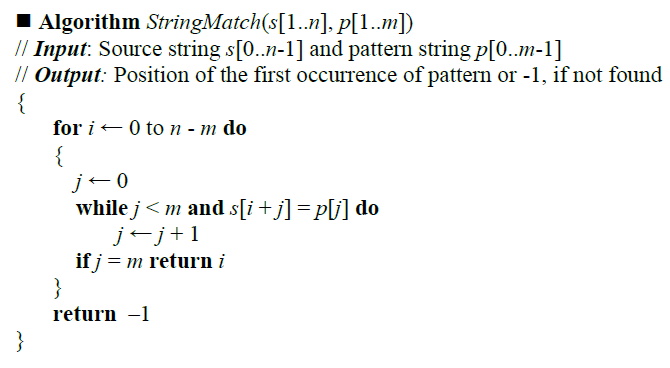 ■ Algorithm StringMatch(s[1..n], p[1..m])
// Input: Source string s[0..n-1] and pattern string p[0..m-1]
// Output: Position of the first occurrence of pattern or -1, if not found
{
for i ← 0 to n - m do
{
j ← 0
while j < m and s[i + j] = p[j] do
j ← j + 1
if j = m return i
}
return –1
}